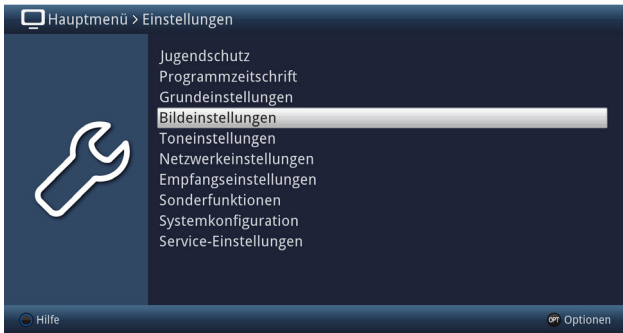 Hauptmenü > Einstellungen
Jugendschutz
Programmzeitschrift
Grundeinstellungen
Bildeinstellungen
Toneinstellungen
Netzwerkeinstellungen
Empfangseinstellungen
Sonderfunktionen
Systemkonfiguration
Service-Einstellungen
Hilfe OPT Optionen